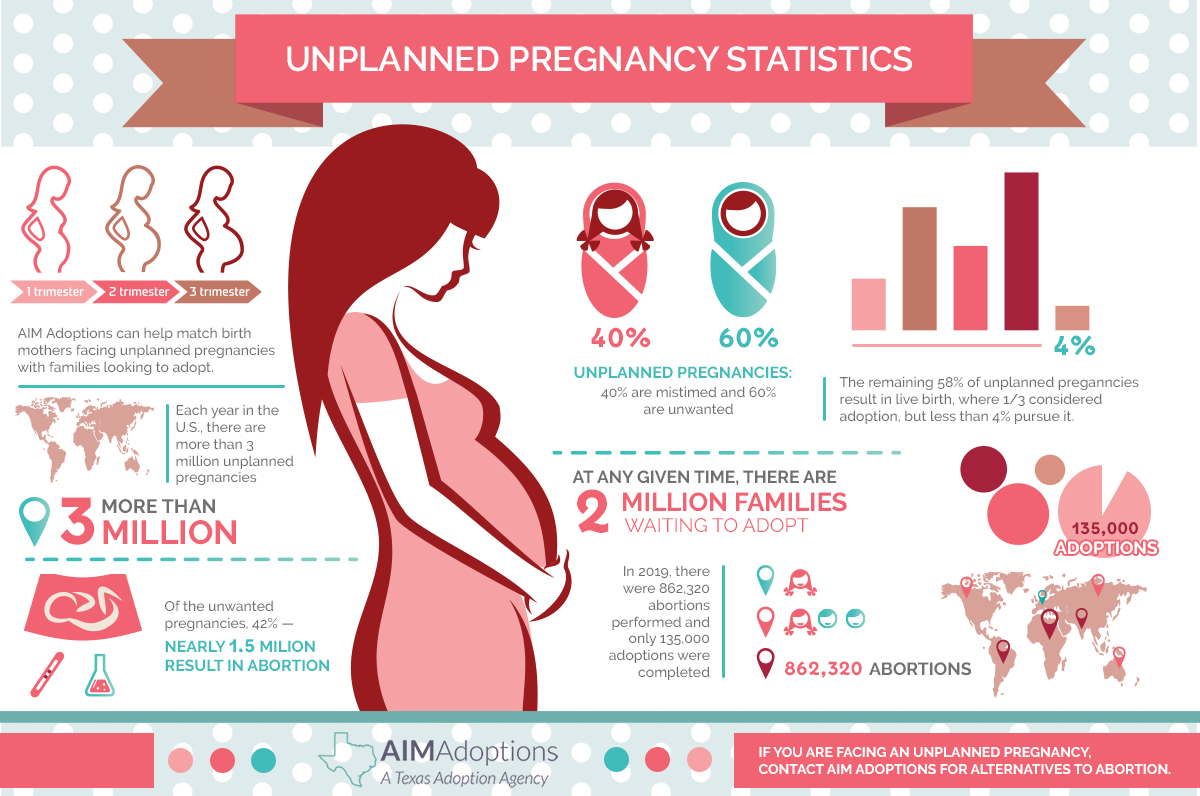 UNPLANNED PREGNANCY STATISTICS
1 trimester
2 trimester
3 trimester
AIM Adoptions can help match birth
mothers facing unplanned pregnancies
with families looking to adopt.
Each year in the
U.S., there are
more than 3
million unplanned
pregnancies
3 MORE THAN
MILLION
Of the unwanted
pregnancies, 42% —
NEARLY 1.5 MILION
RESULT IN ABORTION
40%
60%
UNPLANNED PREGNANCIES:
40% are mistimed and 60%
are unwanted
4%
The remaining 58% of unplanned pregnanncies
result in live birth, where 1/3 considered
adoption, but less than 4% pursue it.
AT ANY GIVEN TIME, THERE ARE
2 MILLION FAMILIES
WAITING TO ADOPT
In 2019, there
were 862,320
abortions
performed and
only 135,000
adoptions were
completed
862,320 ABORTIONS
135,000
ADOPTIONS
AIMAdoptions
A Texas Adoption Agency
IF YOU ARE FACING AN UNPLANNED PREGNANCY,
CONTACT AIM ADOPTIONS FOR ALTERNATIVES TO ABORTION.